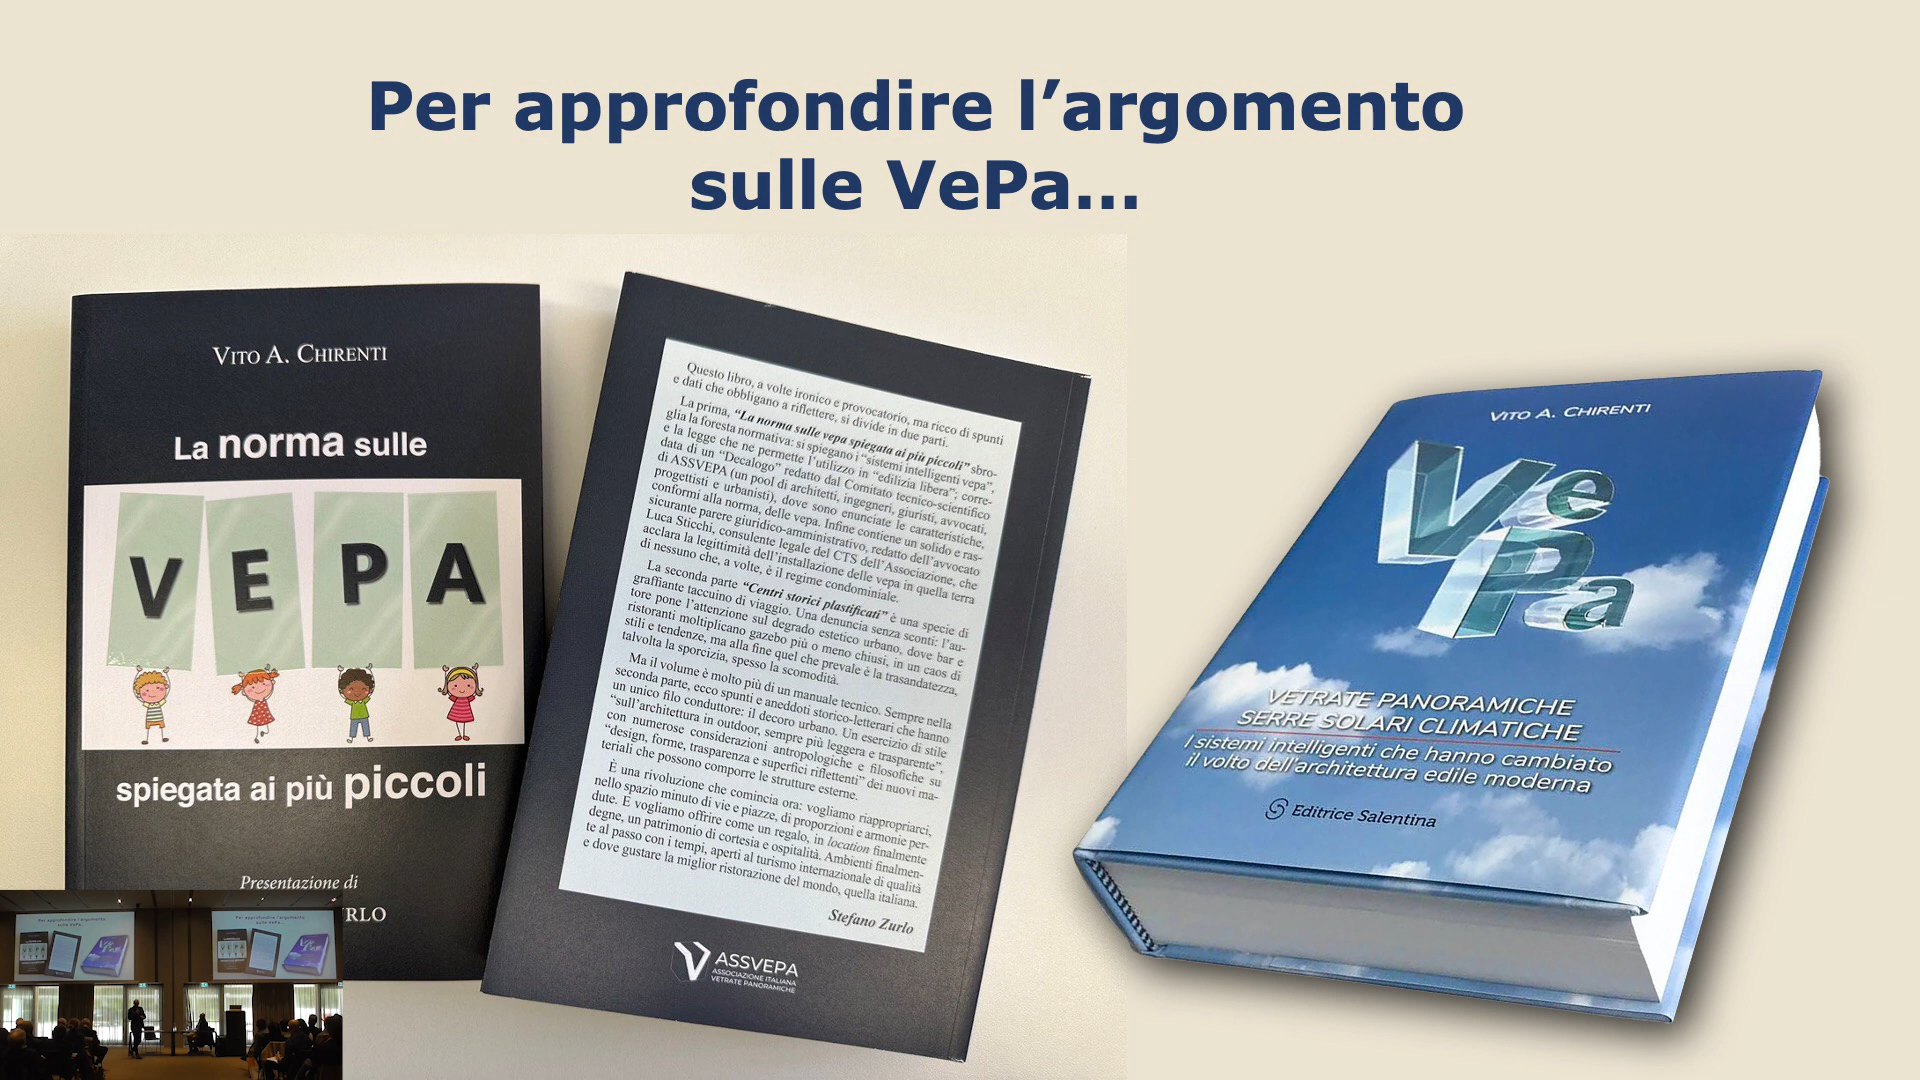 Per approfondire l’argomento
sulle VePa...
VITO A. CHIRENTI
La norma sulle
VEPA
spiegata ai più piccoli
Presentazione di
RLO
Questo libro, a volte ironico e provocatorio, ma ricco di spunti
e dati che obbligano a riflettere, si divide in due parti.
La prima, “La norma sulle vepa spiegata ai più piccoli” sbro-
glia la foresta normativa: si spiegano i “sistemi intelligenti vepa”,
e la legge che ne permette l’utilizzo in “edilizia libera”; corre-
data di un “Decalogo” redatto dal Comitato tecnico-scientifico
di ASSVEPA (un pool di architetti, ingegneri, giuristi, avvocati,
progettisti e urbanisti), dove sono enunciate le caratteristiche,
conformi alla norma, delle vepa. Infine contiene un solido e ras-
sicurante parere giuridico-amministrativo, redatto dell’avvocato
Luca Sticchi, consulente legale del CTS dell’Associazione, che
acclara la legittimità dell’installazione delle vepa in quella terra
di nessuno che, a volte, è il regime condominiale.
La seconda parte “Centri storici plastificati” è una specie di
graffiante taccuino di viaggio. Una denuncia senza sconti: l’au-
tore pone l’attenzione sul degrado estetico urbano, dove bar e
ristoranti moltiplicano gazebo più o meno chiusi, in un caos di
stili e tendenze, ma alla fine quel che prevale è la trasandatezza,
talvolta la sporcizia, spesso la scomodità.
Ma il volume è molto più di un manuale tecnico. Sempre nella
seconda parte, ecco spunti e aneddoti storico-letterari che hanno
un unico filo conduttore: il decoro urbano. Un esercizio di stile
“sull’architettura in outdoor, sempre più leggera e trasparente”,
con numerose considerazioni antropologiche e filosofiche su
“design, forme, trasparenza e superfici riflettenti” dei nuovi ma-
teriali che possono comporre le strutture esterne.
È una rivoluzione che comincia ora: vogliamo riappropriarci,
nello spazio minuto di vie e piazze, di proporzioni e armonie per-
dute. E vogliamo offrire come un regalo, in location finalmente
degne, un patrimonio di cortesia e ospitalità. Ambienti finalmen-
te al passo con i tempi, aperti al turismo internazionale di qualità
e dove gustare la miglior ristorazione del mondo, quella italiana.
Stefano Zurlo
ASSVEPA
ASSOCIAZIONE ITALIANA
VETRATE PANORAMICHE
VITO A. CHIRENTI
Ve
Pa
VETRATE PANORAMICHE
SERRE SOLARI CLIMATICHE
I sistemi intelligenti che hanno cambiato
il volto dell’architettura edile moderna
Editrice Salentina
Per approfondire l’argomento
sulle VePa...
Per approfondire l’argomento
sulle VePa...